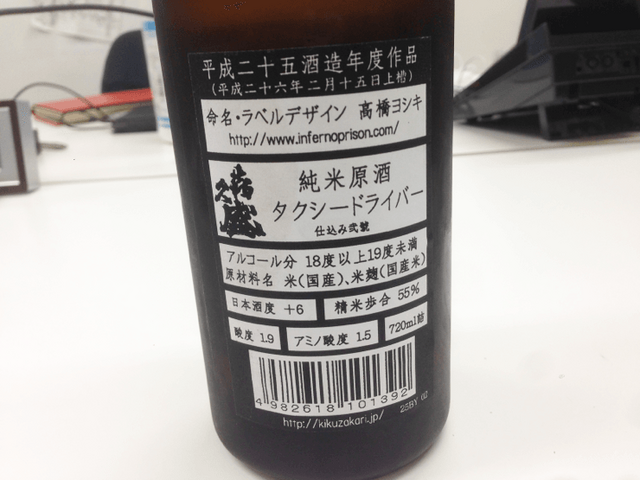 平成二十五酒造年度作品
(平成二十六年二月十五日上槽)
命名・ラベルデザイン 高橋ヨシキ
http://www.infernoprison.com/
喜久盛
純米原酒
タクシードライバー
仕込み弐號
アルコール分 18度以上19度未満
原材料名 米(国産)、米麹(国産米)
日本酒度 +6
精米歩合 55%
酸度 1.9
アミノ酸度 1.5
720ml詰
4 982618 101392
25BY 02
http://kikuzakari.jp/